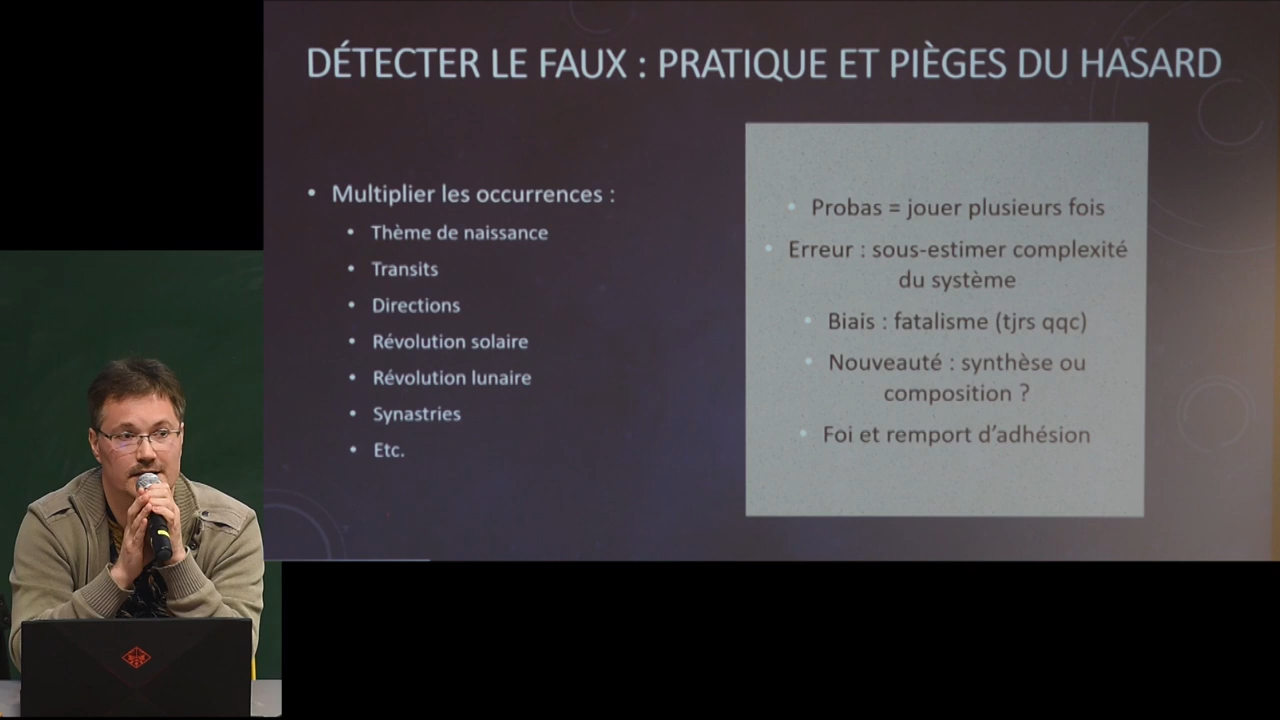 DÉTECTER LE FAUX : PRATIQUE ET PIÈGES DU HASARD
• Multiplier les occurrences :
• Thème de naissance
• Transits
• Directions
• Révolution solaire
• Révolution lunaire
• Synastries
• Etc.
• Probas = jouer plusieurs fois
• Erreur : sous-estimer complexité
du système
• Biais : fatalisme (tjrs qqc)
• Nouveauté : synthèse ou
composition ?
• Foi et remport d’adhésion